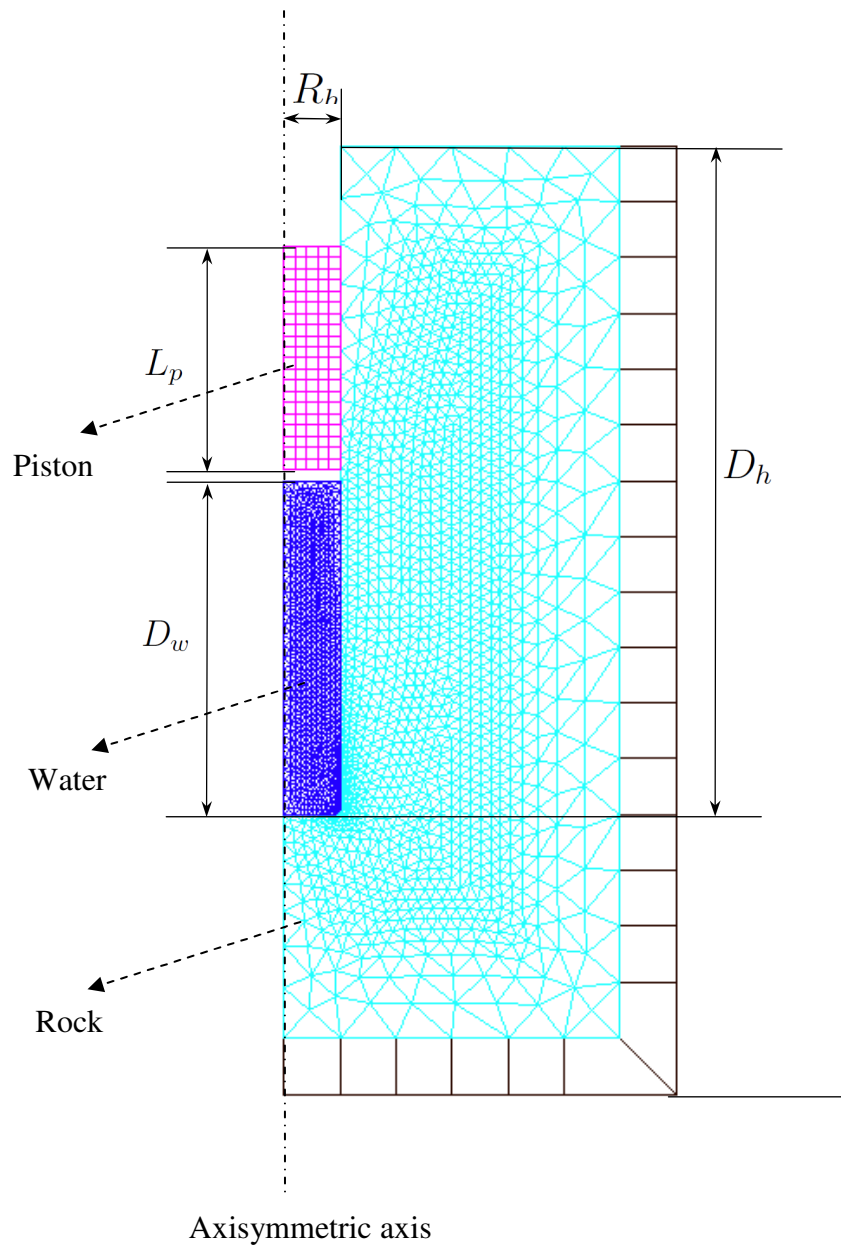 R_h
L_p
Piston
D_h
D_w
Water
Rock
Axisymmetric axis